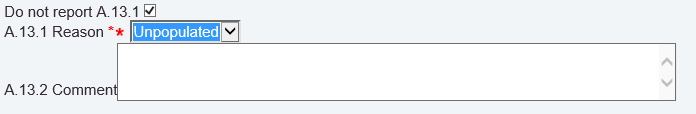 Do not report A.13.1
A.13.1 Reason ** Unpopulated
A.13.2 Comment